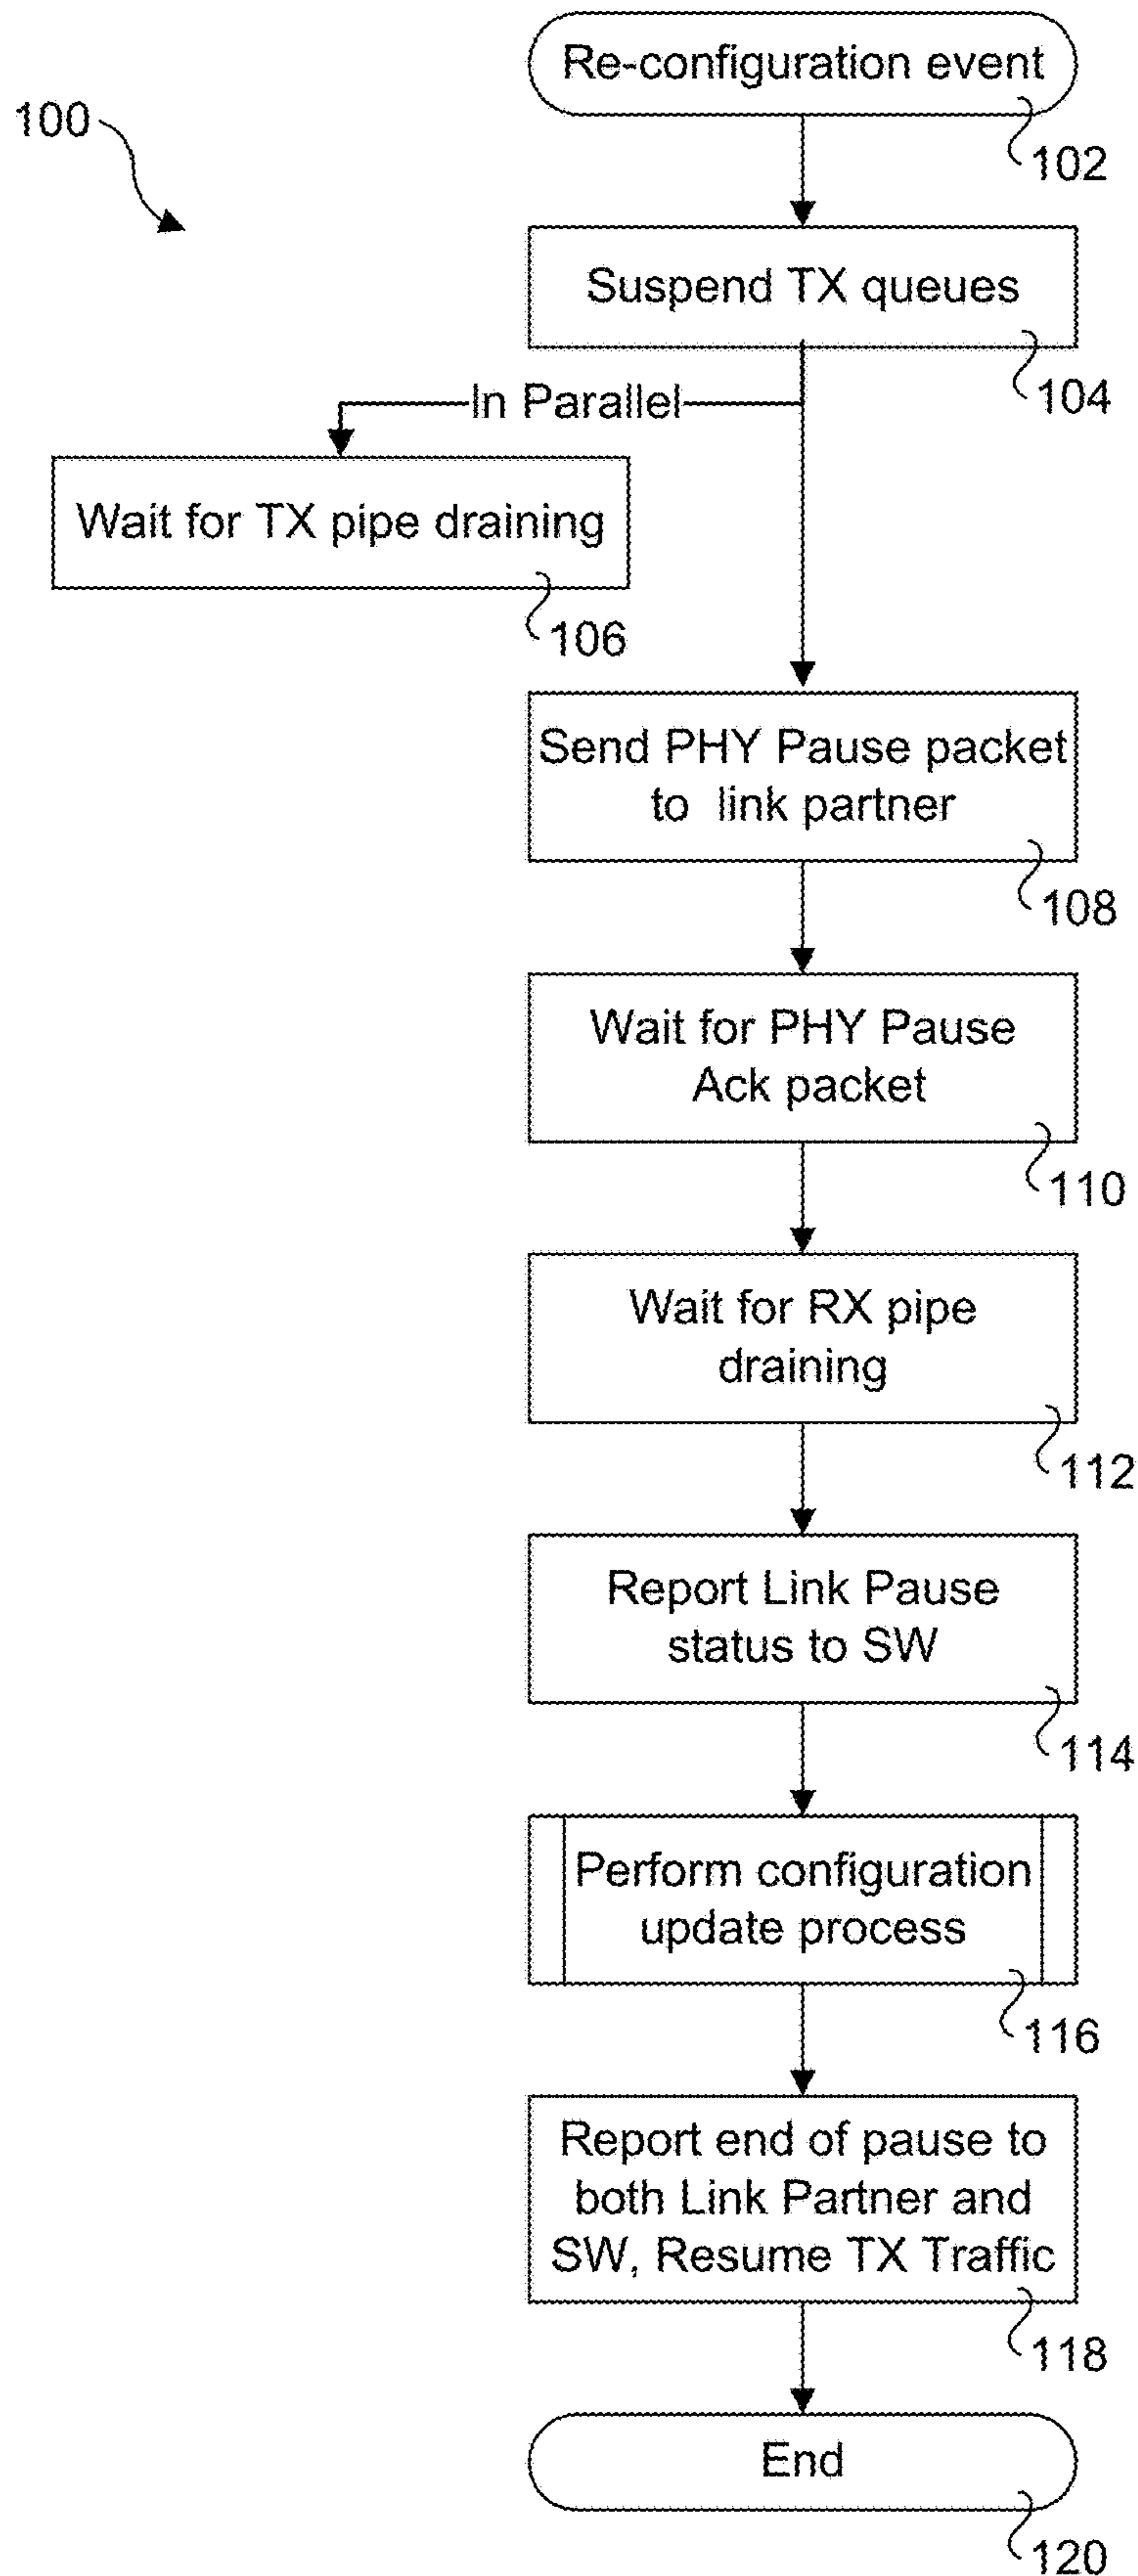 Re-configuration event
100
102
Suspend TX queues
104
In Parallel
Wait for TX pipe draining
106
Send PHY Pause packet
to link partner
108
Wait for PHY Pause
Ack packet
110
Wait for RX pipe
draining
112
Report Link Pause
status to SW
114
Perform configuration
update process
116
Report end of pause to
both Link Partner and
SW, Resume TX Traffic
118
End
120